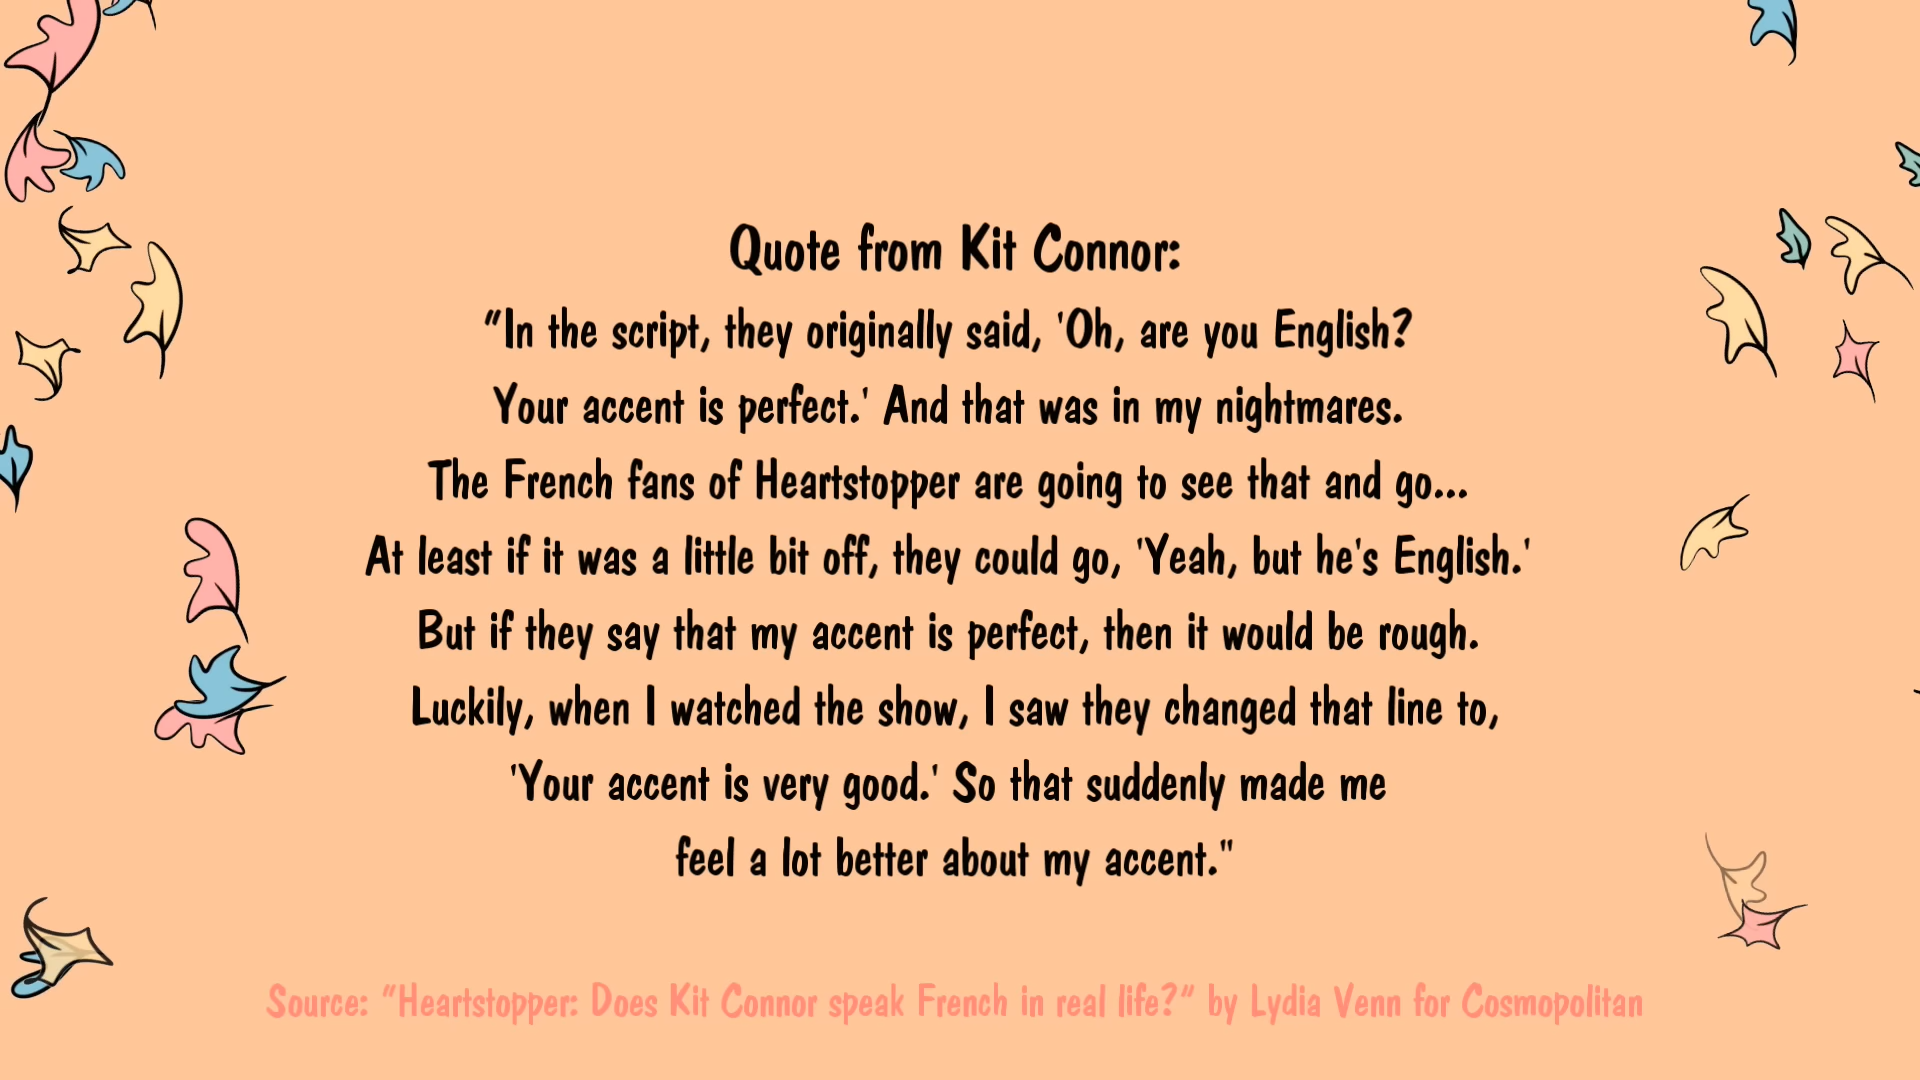 Quote from Kit Connor:
“In the script, they originally said, 'Oh, are you English?
Your accent is perfect.' And that was in my nightmares.
The French fans of Heartstopper are going to see that and go...
At least if it was a little bit off, they could go, 'Yeah, but he's English.'
But if they say that my accent is perfect, then it would be rough.
Luckily, when I watched the show, I saw they changed that line to,
'Your accent is very good.' So that suddenly made me
feel a lot better about my accent."
Source: “Heartstopper: Does Kit Connor speak French in real life?” by Lydia Venn for Cosmopolitan